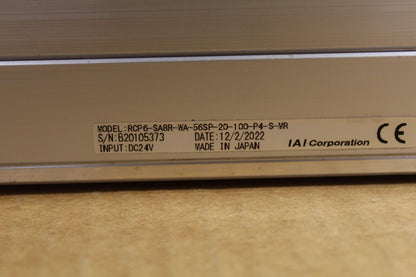 MODEL:RCP6-SA8R-WA-56SP-20-100-P4-S-MR
S/N:B20105373 DATE:12/2/2022
INPUT:DC24V MADE IN JAPAN IAI Corporation CE